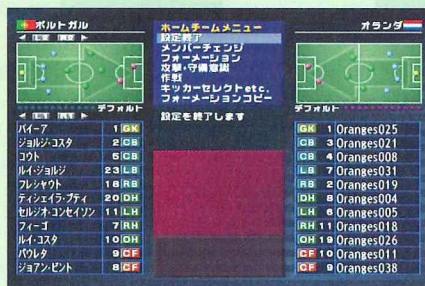 ポルトガル
ホームチームメニュー
オランダ
設定終了
メンバーチェンジ
フォーメーション
攻撃・守備意識
作戦
キッカーセレクトetc.
フォーメーションコピー
デフォルト
デフォルト
設定を終了します
バイーア 1 GK
ジョルジ・コスタ 2 CB
コウト 5 CB
ルイ・ジョルジ 23 LB
フレシャウト 18 RB
ティシェイラ・プティ 20 DH
セルジオ・コンセイソン 11 LH
フィーゴ 7 RH
ルイ・コスタ 10 OH
パウレタ 9 CF
ジョアン・ピント 8 CF
GK 1 Oranges025
CB 3 Oranges021
CB 4 Oranges008
LB 7 Oranges031
RB 2 Oranges019
DH 8 Oranges004
LH 6 Oranges005
RH 11 Oranges018
OH 19 Oranges026
CF 10 Oranges011
CF 9 Oranges038